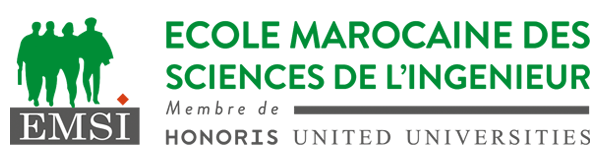 ECOLE MAROCAINE DES
SCIENCES DE L'INGENIEUR
Membre de
HONORIS UNITED UNIVERSITIES
EMSI